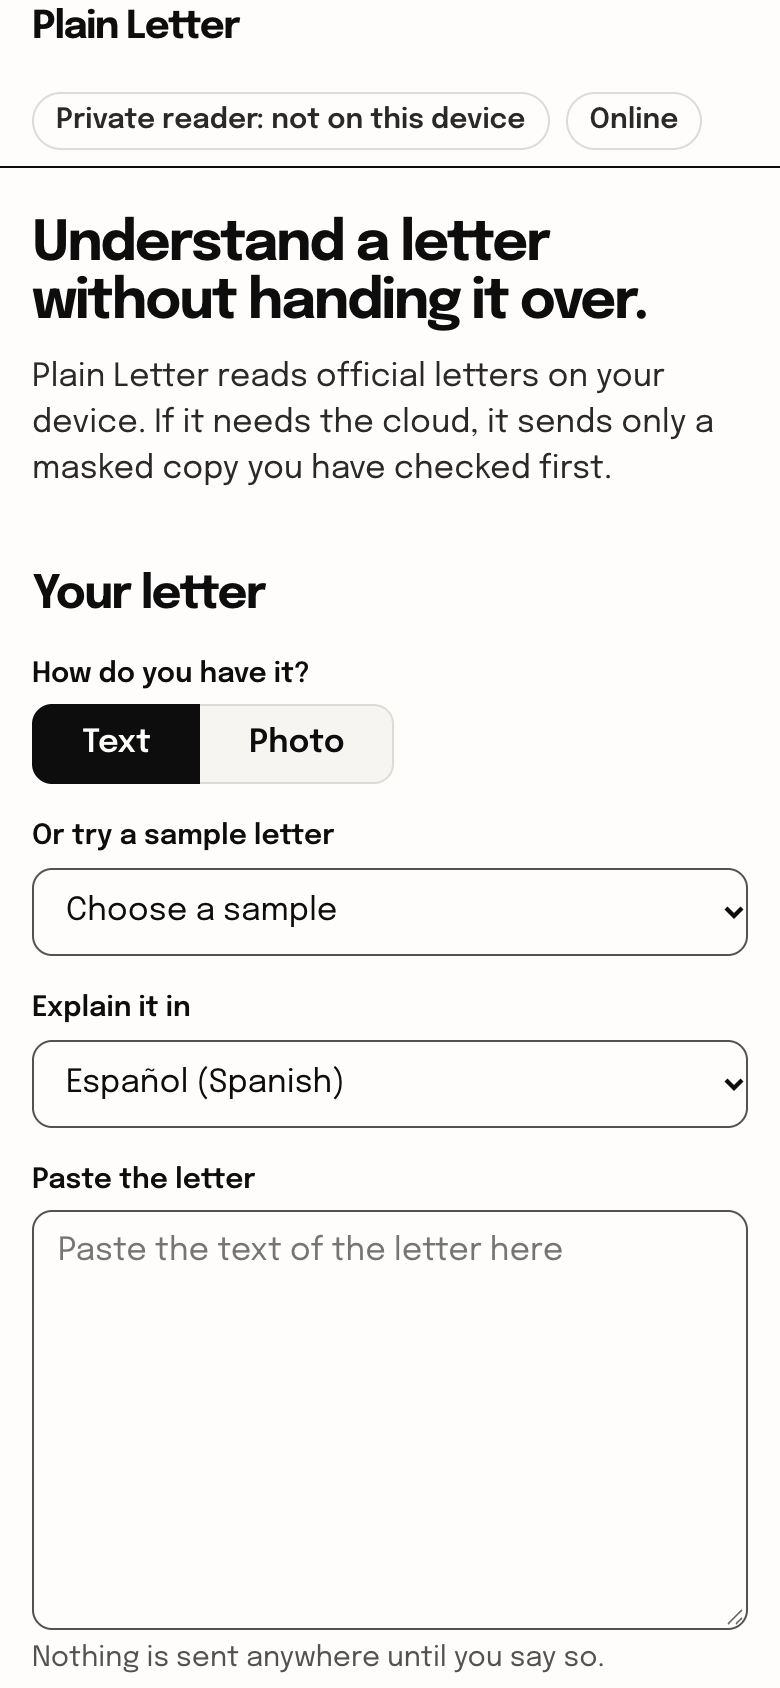 Plain Letter
Private reader: not on this device
Online
Understand a letter
without handing it over.
Plain Letter reads official letters on your
device. If it needs the cloud, it sends only a
masked copy you have checked first.
Your letter
How do you have it?
Text
Photo
Or try a sample letter
Choose a sample
Explain it in
Español (Spanish)
Paste the letter
Paste the text of the letter here
Nothing is sent anywhere until you say so.